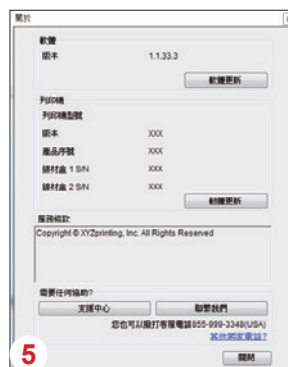 關於
軟體
版本 1.1.33.3
軟體更新
列印機
列印機型號
版本 XXX
產品序號 XXX
線材盒 1 S/N XXX
線材盒 2 S/N XXX
韌體更新
服務條款
Copyright © XYZprinting, Inc. All Rights Reserved
需要任何協助?
支援中心 聯繫我們
您也可以撥打客服電話855-999-3348(USA)
其他國家電話?
關閉
5